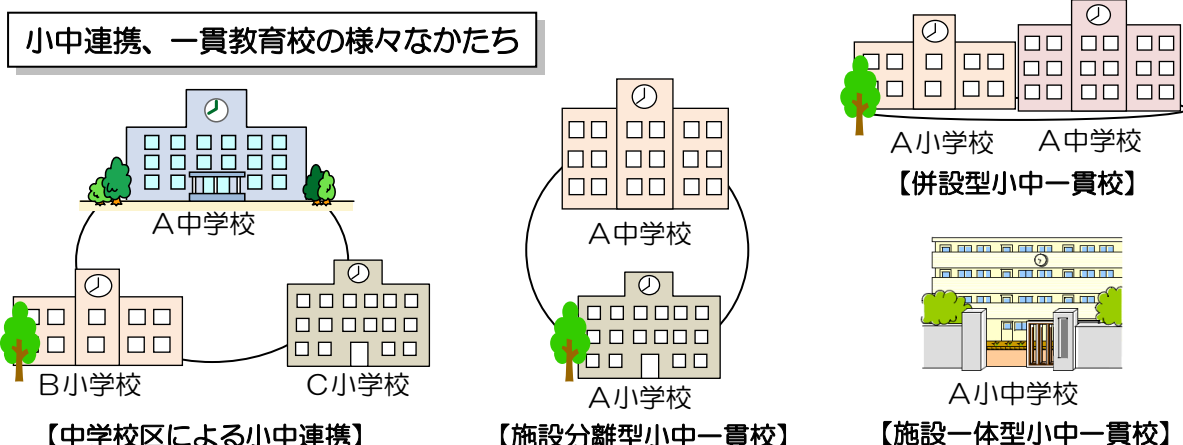 小中連携、一貫教育校の様々なかたち
A中学校
B小学校
C小学校
【中学校区による小中連携】
A中学校
A小学校
【施設分離型小中一貫校】
A小学校
A中学校
【併設型小中一貫校】
A小中学校
【施設一体型小中一貫校】